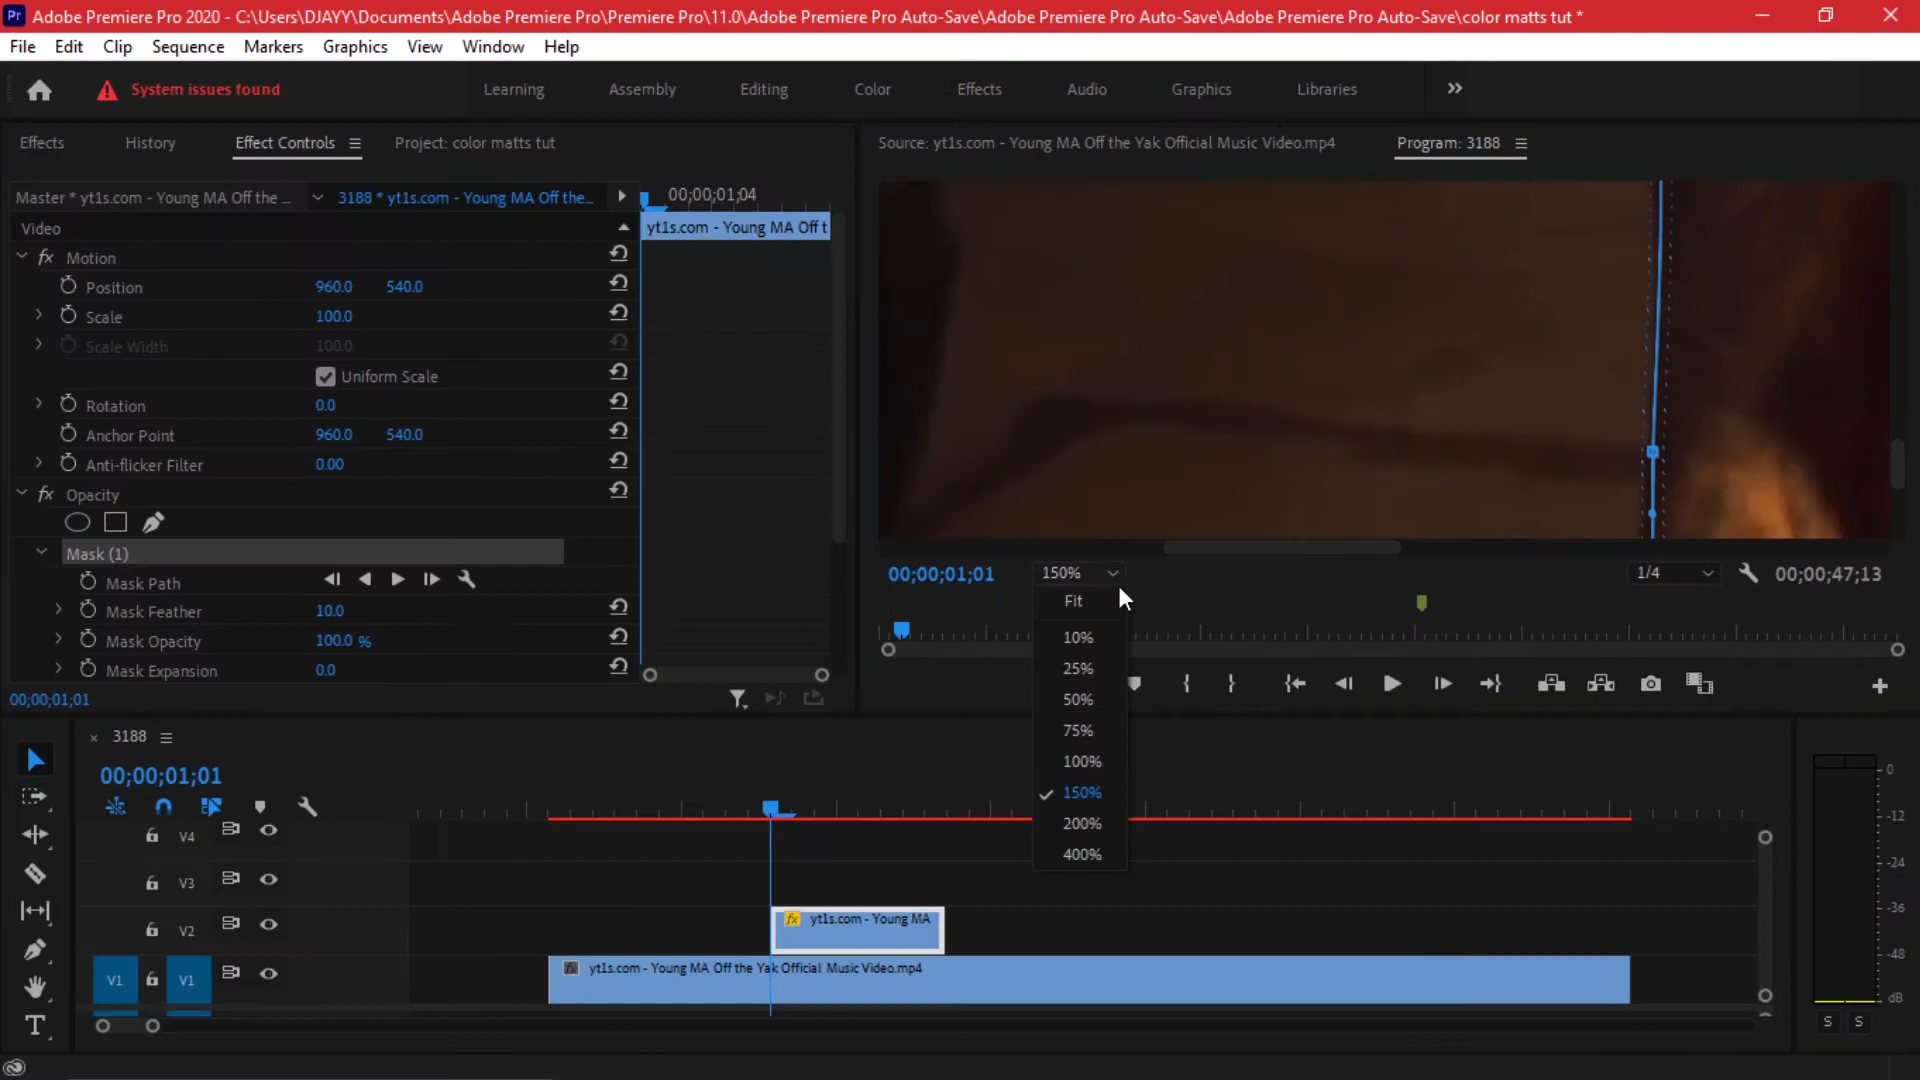 Pr Adobe Premiere Pro 2020 - C:\Users\DJAYY\Documents\Adobe Premiere Pro\Premiere Pro\11.0\Adobe Premiere Pro Auto-Save\Adobe Premiere Pro Auto-Save\Adobe Premiere Pro Auto-Save\color matts tut *
File Edit Clip Sequence Markers Graphics View Window Help
System issues found
Learning Assembly Editing Color Effects Audio Graphics Libraries
Effects History Effect Controls Project: color matts tut
Source: yt1s.com - Young MA Off the Yak Official Music Video.mp4 Program: 3188
Master * yt1s.com - Young MA Off the ... 3188 * yt1s.com - Young MA Off the... 00;00;01;04
Video yt1s.com - Young MA Off t
fx Motion
Position 960.0 540.0
Scale 100.0
Scale Width 100.0
Uniform Scale
Rotation 0.0
Anchor Point 960.0 540.0
Anti-flicker Filter 0.00
fx Opacity
Mask (1)
Mask Path
Mask Feather 10.0
Mask Opacity 100.0 %
Mask Expansion 0.0
00;00;01;01
00;00;01;01 150% 1/4 00;00;47;13
Fit
10%
25%
50%
75%
100%
150%
200%
400%
3188
00;00;01;01
V4
V3
V2 fx yt1s.com - Young MA
V1 V1 fx yt1s.com - Young MA Off the Yak Official Music Video.mp4
T
0
-12
-24
-36
-48
dB
S S